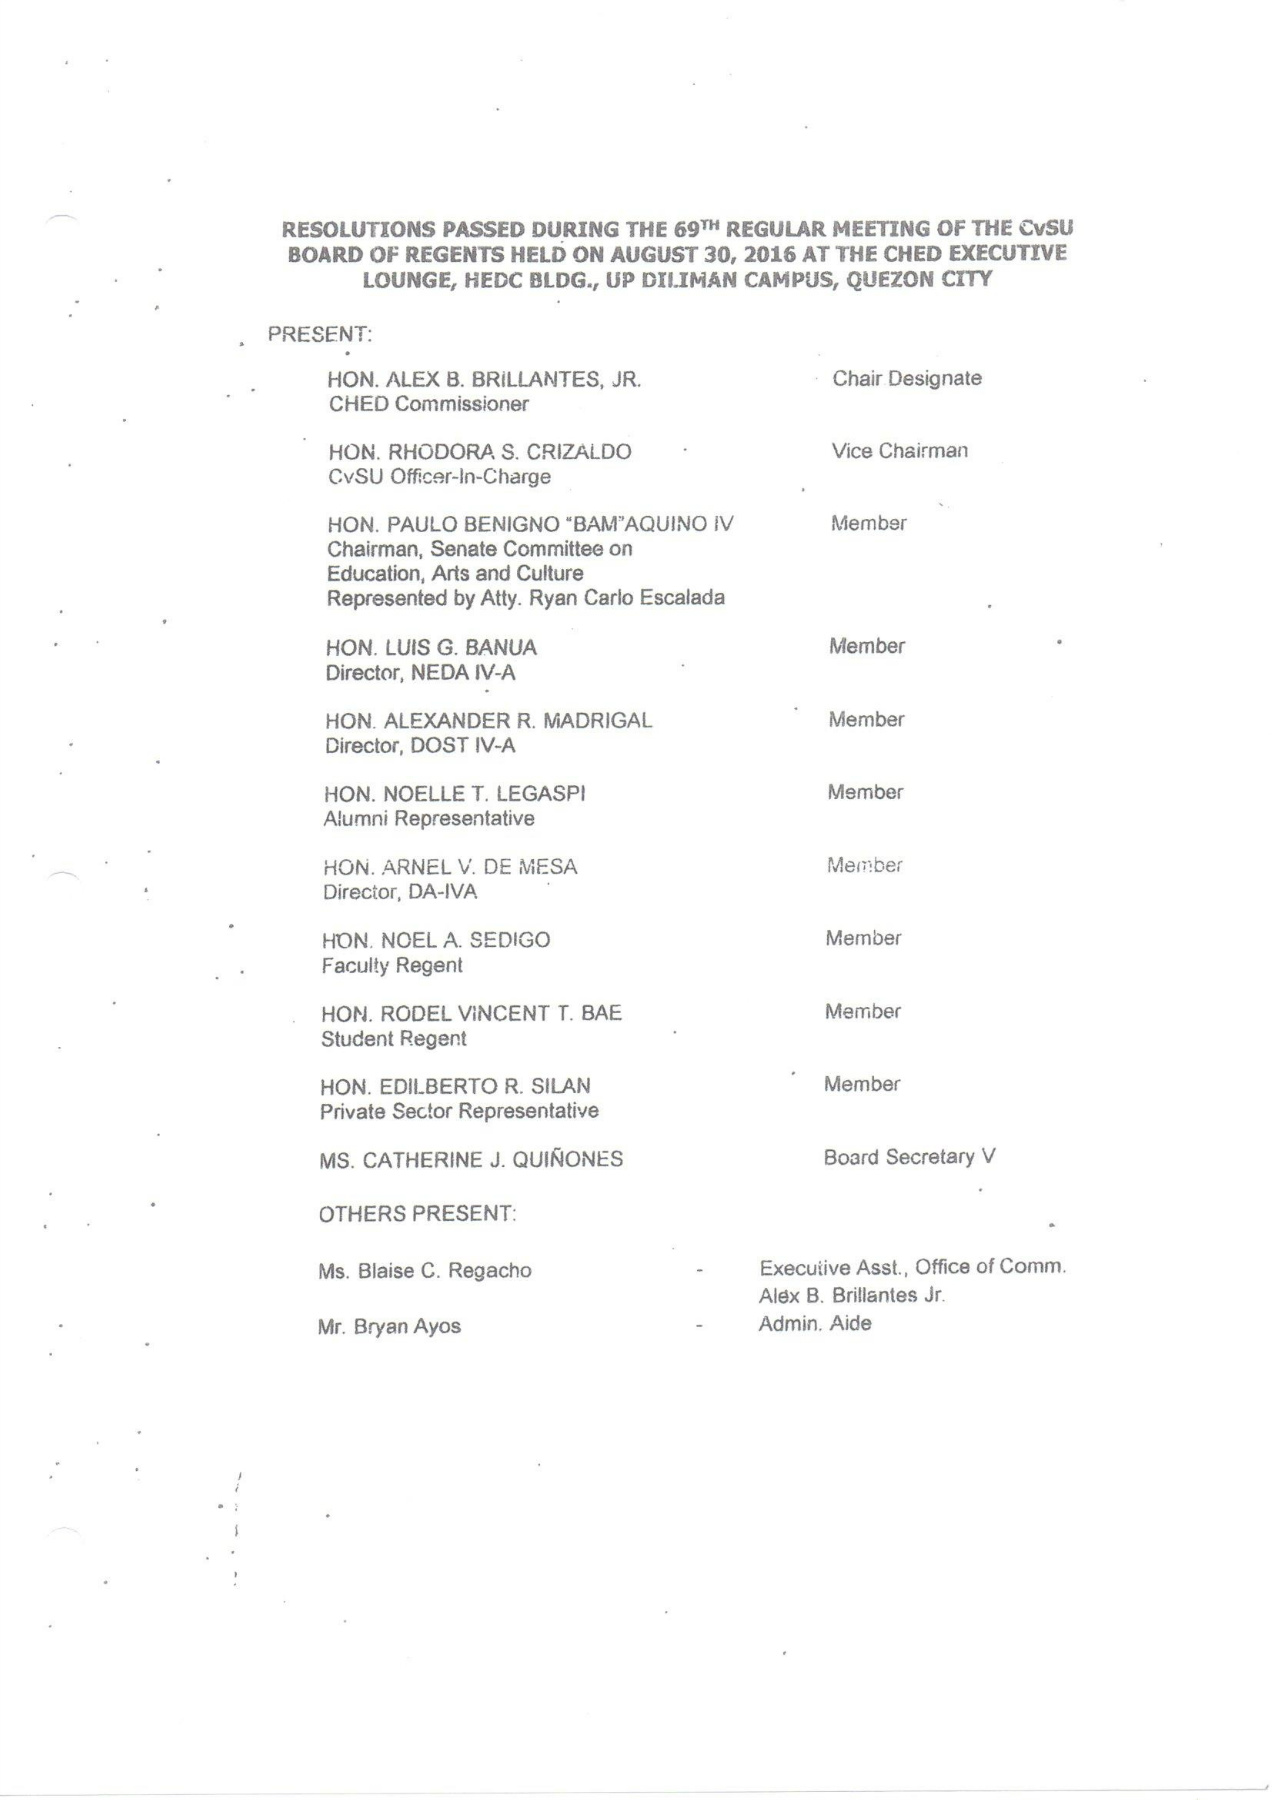 RESOLUTIONS PASSED DURING THE 69TH REGULAR MEETING OF THE CvSU
BOARD OF REGENTS HELD ON AUGUST 30, 2016 AT THE CHED EXECUTIVE
LOUNGE, HEDC BLDG., UP DILIMAN CAMPUS, QUEZON CITY
PRESENT:
HON. ALEX B. BRILLANTES, JR. Chair Designate
CHED Commissioner
HON. RHODORA S. CRIZALDO Vice Chairman
CvSU Officer-In-Charge
HON. PAULO BENIGNO "BAM"AQUINO IV Member
Chairman, Senate Committee on
Education, Arts and Culture
Represented by Atty. Ryan Carlo Escalada
HON. LUIS G. BANUA Member
Director, NEDA IV-A
HON. ALEXANDER R. MADRIGAL Member
Director, DOST IV-A
HON. NOELLE T. LEGASPI Member
Alumni Representative
HON. ARNEL V. DE MESA Member
Director, DA-IVA
HON. NOEL A. SEDIGO Member
Faculty Regent
HON. RODEL VINCENT T. BAE Member
Student Regent
HON. EDILBERTO R. SILAN Member
Private Sector Representative
MS. CATHERINE J. QUIÑONES Board Secretary V
OTHERS PRESENT:
Ms. Blaise C. Regacho - Executive Asst., Office of Comm.
Alex B. Brillantes Jr.
Mr. Bryan Ayos - Admin. Aide